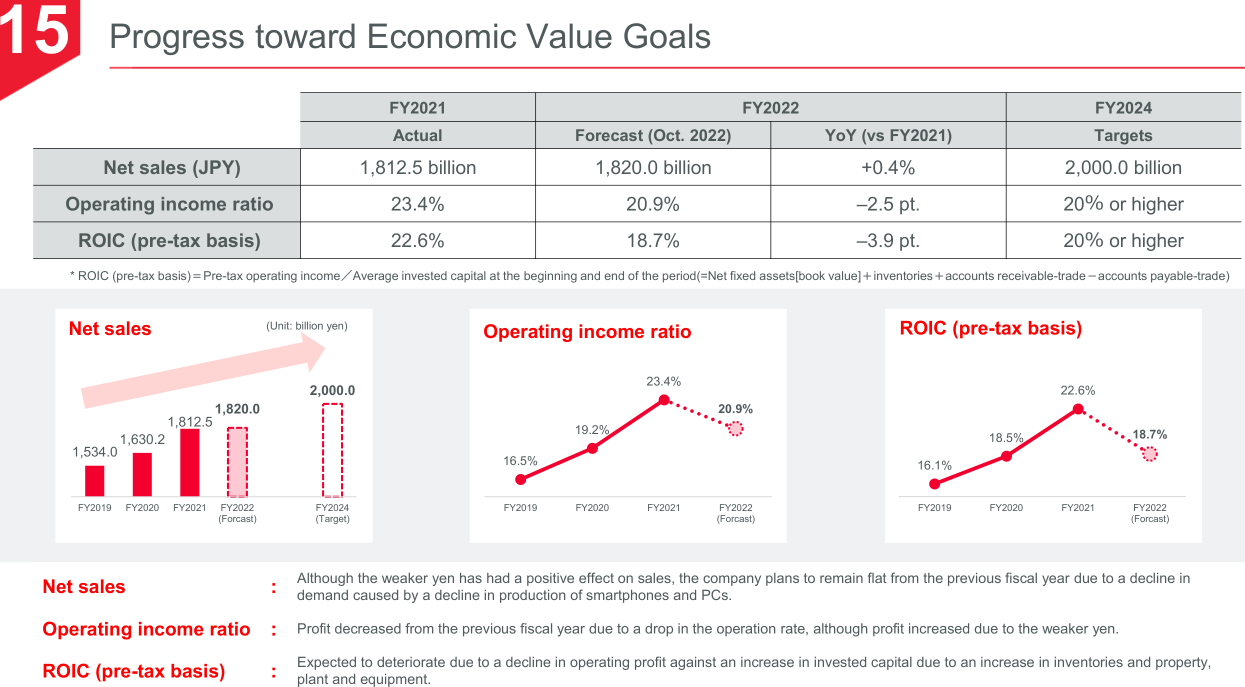 15
Progress toward Economic Value Goals
FY2021 FY2022 FY2024
Actual Forecast (Oct. 2022) YoY (vs FY2021) Targets
Net sales (JPY) 1,812.5 billion 1,820.0 billion +0.4% 2,000.0 billion
Operating income ratio 23.4% 20.9% –2.5 pt. 20% or higher
ROIC (pre-tax basis) 22.6% 18.7% –3.9 pt. 20% or higher
* ROIC (pre-tax basis)＝Pre-tax operating income／Average invested capital at the beginning and end of the period(=Net fixed assets[book value]＋inventories＋accounts receivable-trade－accounts payable-trade)
Net sales
(Unit: billion yen)
1,534.0
1,630.2
1,812.5
1,820.0
2,000.0
FY2019 FY2020 FY2021 FY2022 FY2024
(Forcast) (Target)
Operating income ratio
16.5%
19.2%
23.4%
20.9%
FY2019 FY2020 FY2021 FY2022
(Forcast)
ROIC (pre-tax basis)
16.1%
18.5%
22.6%
18.7%
FY2019 FY2020 FY2021 FY2022
(Forcast)
Net sales : Although the weaker yen has had a positive effect on sales, the company plans to remain flat from the previous fiscal year due to a decline in
demand caused by a decline in production of smartphones and PCs.
Operating income ratio : Profit decreased from the previous fiscal year due to a drop in the operation rate, although profit increased due to the weaker yen.
ROIC (pre-tax basis) : Expected to deteriorate due to a decline in operating profit against an increase in invested capital due to an increase in inventories and property,
plant and equipment.